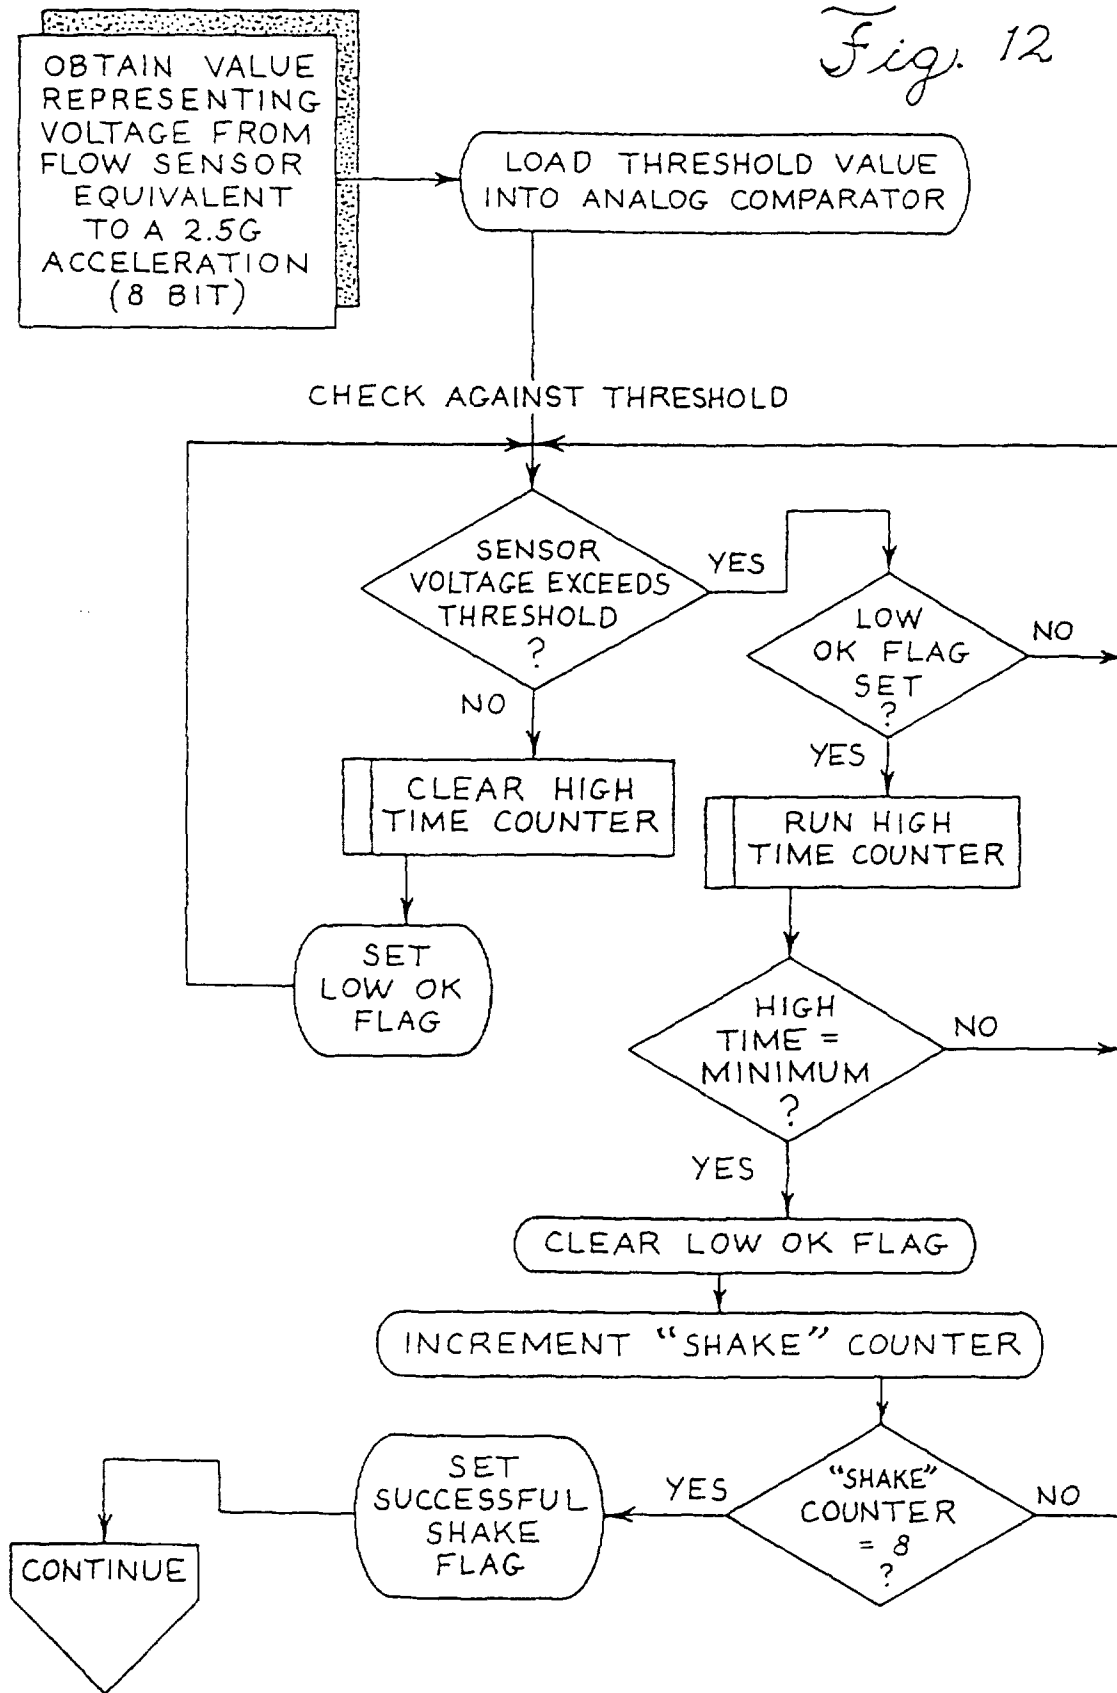 Fig. 12
OBTAIN VALUE
REPRESENTING
VOLTAGE FROM
FLOW SENSOR
EQUIVALENT
TO A 2.5G
ACCELERATION
(8 BIT)
LOAD THRESHOLD VALUE
INTO ANALOG COMPARATOR
CHECK AGAINST THRESHOLD
SENSOR
VOLTAGE EXCEEDS
THRESHOLD
?
YES
NO
LOW
OK FLAG
SET
?
NO
YES
CLEAR HIGH
TIME COUNTER
RUN HIGH
TIME COUNTER
SET
LOW OK
FLAG
HIGH
TIME =
MINIMUM
?
NO
YES
CLEAR LOW OK FLAG
INCREMENT "SHAKE" COUNTER
"SHAKE"
COUNTER
= 8
?
YES
NO
SET
SUCCESSFUL
SHAKE
FLAG
CONTINUE